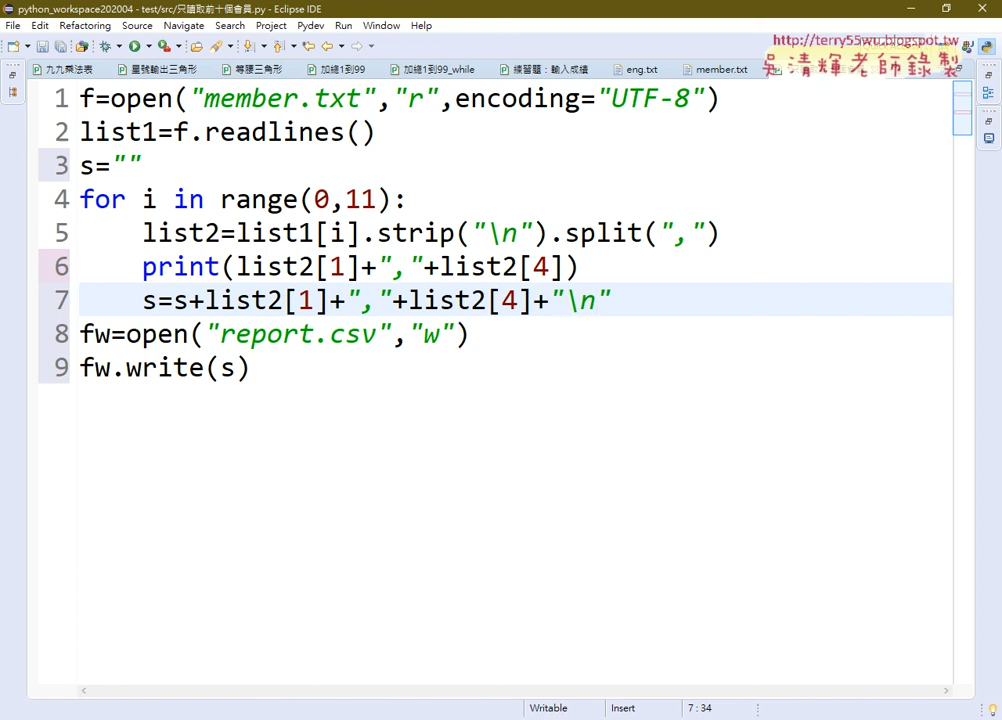 python_workspace202004 - test/src/只讀取前十個會員.py - Eclipse IDE
File Edit Refactoring Source Navigate Search Project Pydev Run Window Help
http://terry55wu.blogspot.tw
吳清輝老師錄製
九九乘法表 星號輸出三角形 等腰三角形 加總1到99 加總1到99_while 練習題：輸入成績 eng.txt member.txt
1 f=open("member.txt","r",encoding="UTF-8")
2 list1=f.readlines()
3 s=""
4 for i in range(0,11):
5     list2=list1[i].strip("\n").split(",")
6     print(list2[1]+","+list2[4])
7     s=s+list2[1]+","+list2[4]+"\n"
8 fw=open("report.csv","w")
9 fw.write(s)
Writable Insert 7 : 34